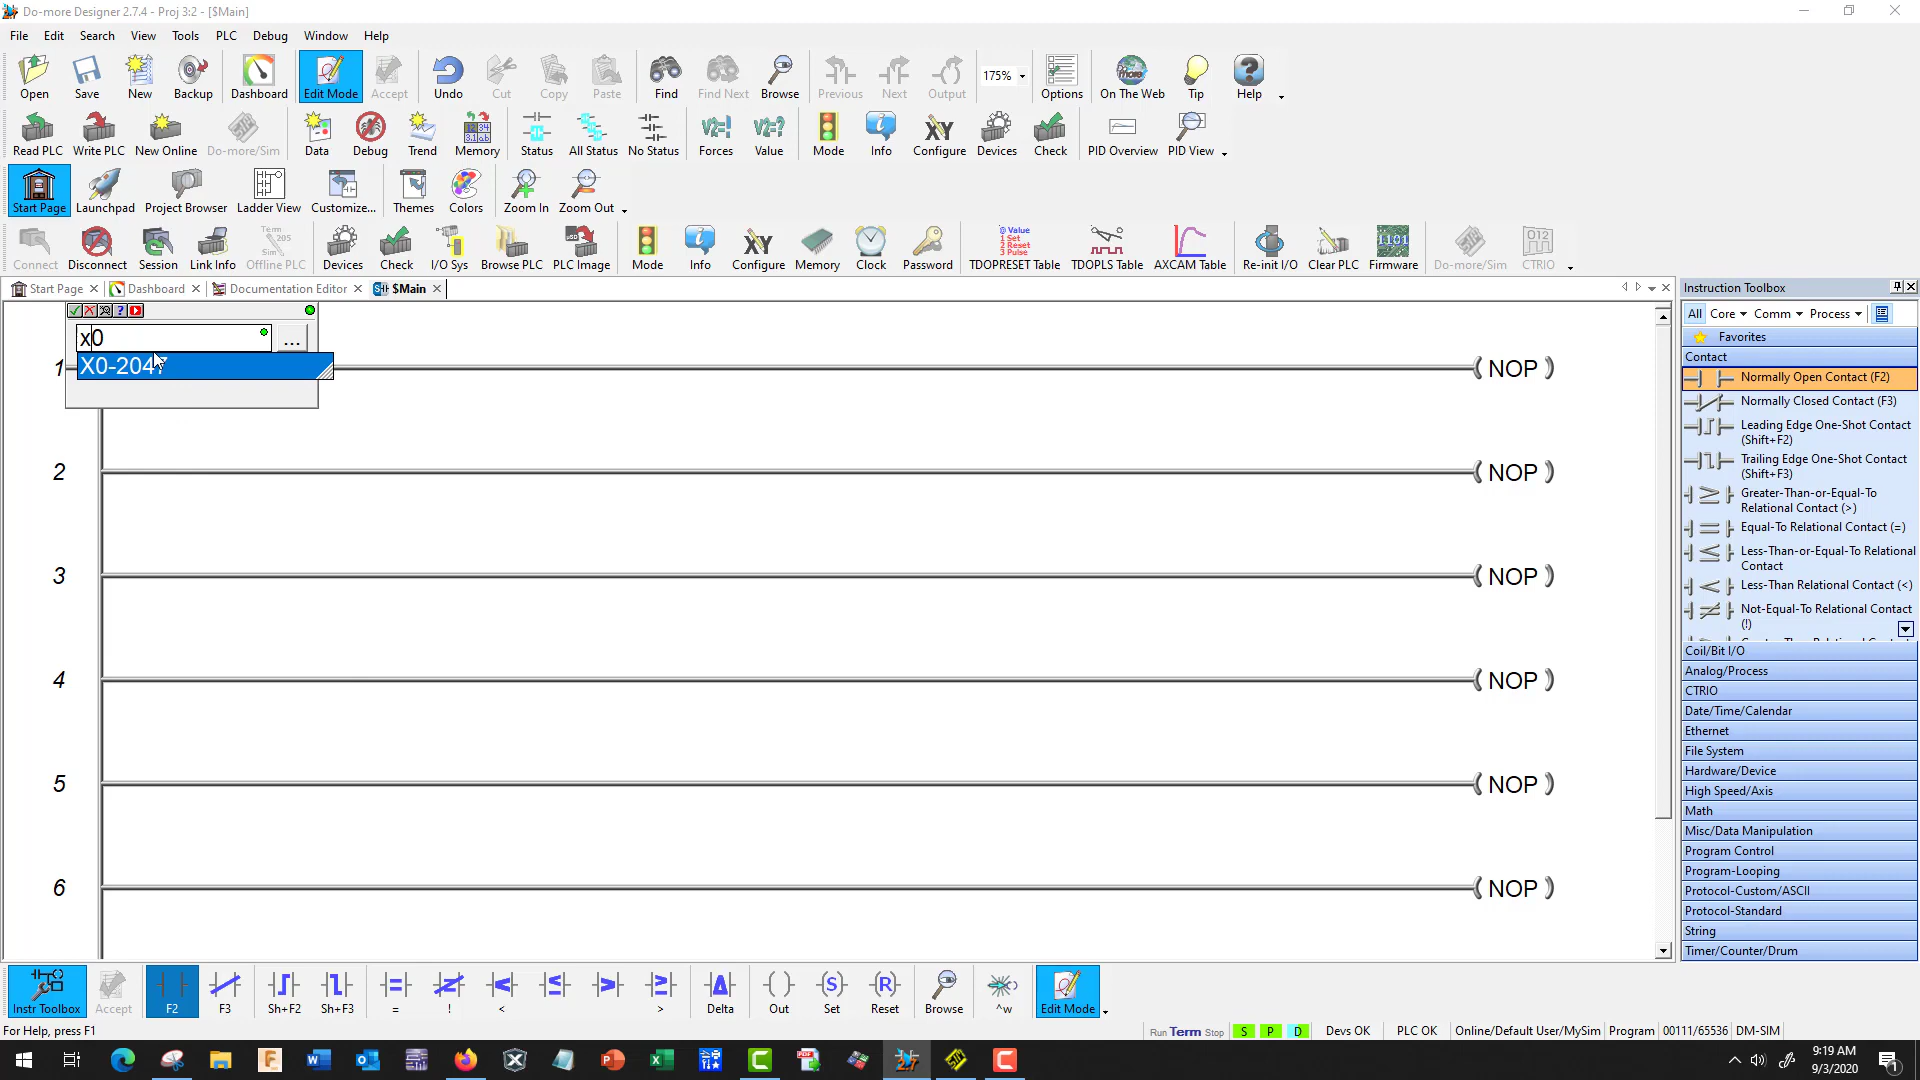 Do-more Designer 2.7.4 - Proj 3:2 - [$Main]
File Edit Search View Tools PLC Debug Window Help
Open Save New Backup Dashboard Edit Mode Accept Undo Cut Copy Paste Find Find Next Browse Previous Next Output 175% Options On The Web Tip Help
Read PLC Write PLC New Online Do-more/Sim Data Debug Trend Memory Status All Status No Status Forces Value Mode Info Configure Devices Check PID Overview PID View
Start Page Launchpad Project Browser Ladder View Customize... Themes Colors Zoom In Zoom Out
Connect Disconnect Session Link Info Offline PLC Devices Check I/O Sys Browse PLC PLC Image Mode Info Configure Memory Clock Password TDOPRESET Table TDOPLS Table AXCAM Table Re-init I/O Clear PLC Firmware Do-more/Sim CTRIO
Start Page Dashboard Documentation Editor $Main
x0 ...
X0-2047
1 NOP
2 NOP
3 NOP
4 NOP
5 NOP
6 NOP
Instruction Toolbox
All Core Comm Process
Favorites
Contact
Normally Open Contact (F2)
Normally Closed Contact (F3)
Leading Edge One-Shot Contact
(Shift+F2)
Trailing Edge One-Shot Contact
(Shift+F3)
Greater-Than-or-Equal-To
Relational Contact (>)
Equal-To Relational Contact (=)
Less-Than-or-Equal-To Relational
Contact
Less-Than Relational Contact (<)
Not-Equal-To Relational Contact
(!)
Coil/Bit I/O
Analog/Process
CTRIO
Date/Time/Calendar
Ethernet
File System
Hardware/Device
High Speed/Axis
Math
Misc/Data Manipulation
Program Control
Program-Looping
Protocol-Custom/ASCII
Protocol-Standard
String
Timer/Counter/Drum
Instr Toolbox Accept F2 F3 Sh+F2 Sh+F3 = ! < > Delta Out Set Reset Browse ^w Edit Mode
For Help, press F1
Run Term Stop S P D Devs OK PLC OK Online/Default User/MySim Program 00111/65536 DM-SIM
9:19 AM
9/3/2020